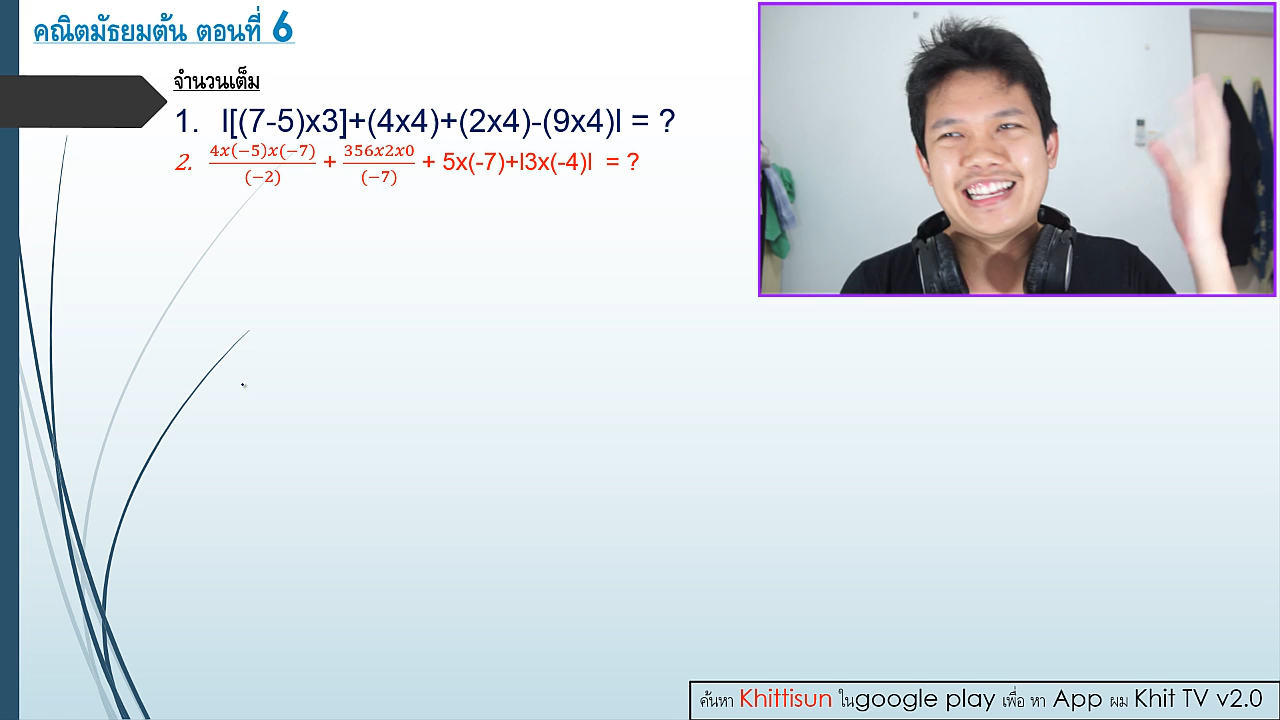 คณิตมัธยมต้น ตอนที่ 6
จำนวนเต็ม
1. l[(7-5)x3]+(4x4)+(2x4)-(9x4)l = ?
2. \frac{4x(−5)x(−7)}{(−2)} + \frac{356x2x0}{(−7)} + 5x(-7)+l3x(-4)l = ?
ค้นหา Khittisun ในgoogle play เพื่อ หา App ผม Khit TV v2.0